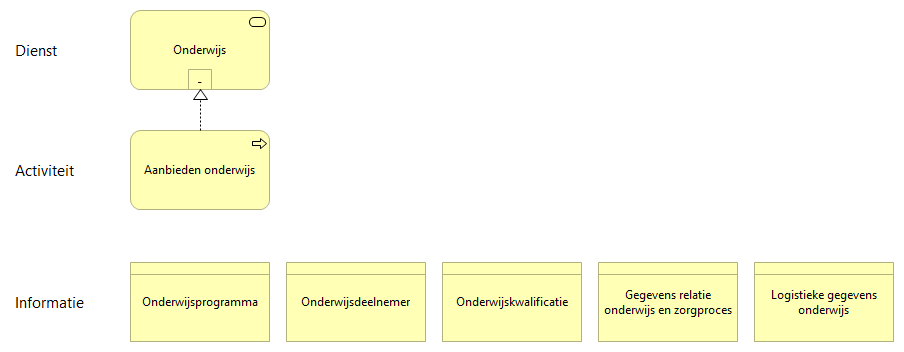 Dienst
Onderwijs
-
Activiteit
Aanbieden onderwijs
Informatie
Onderwijsprogramma
Onderwijsdeelnemer
Onderwijskwalificatie
Gegevens relatie
onderwijs en zorgproces
Logistieke gegevens
onderwijs